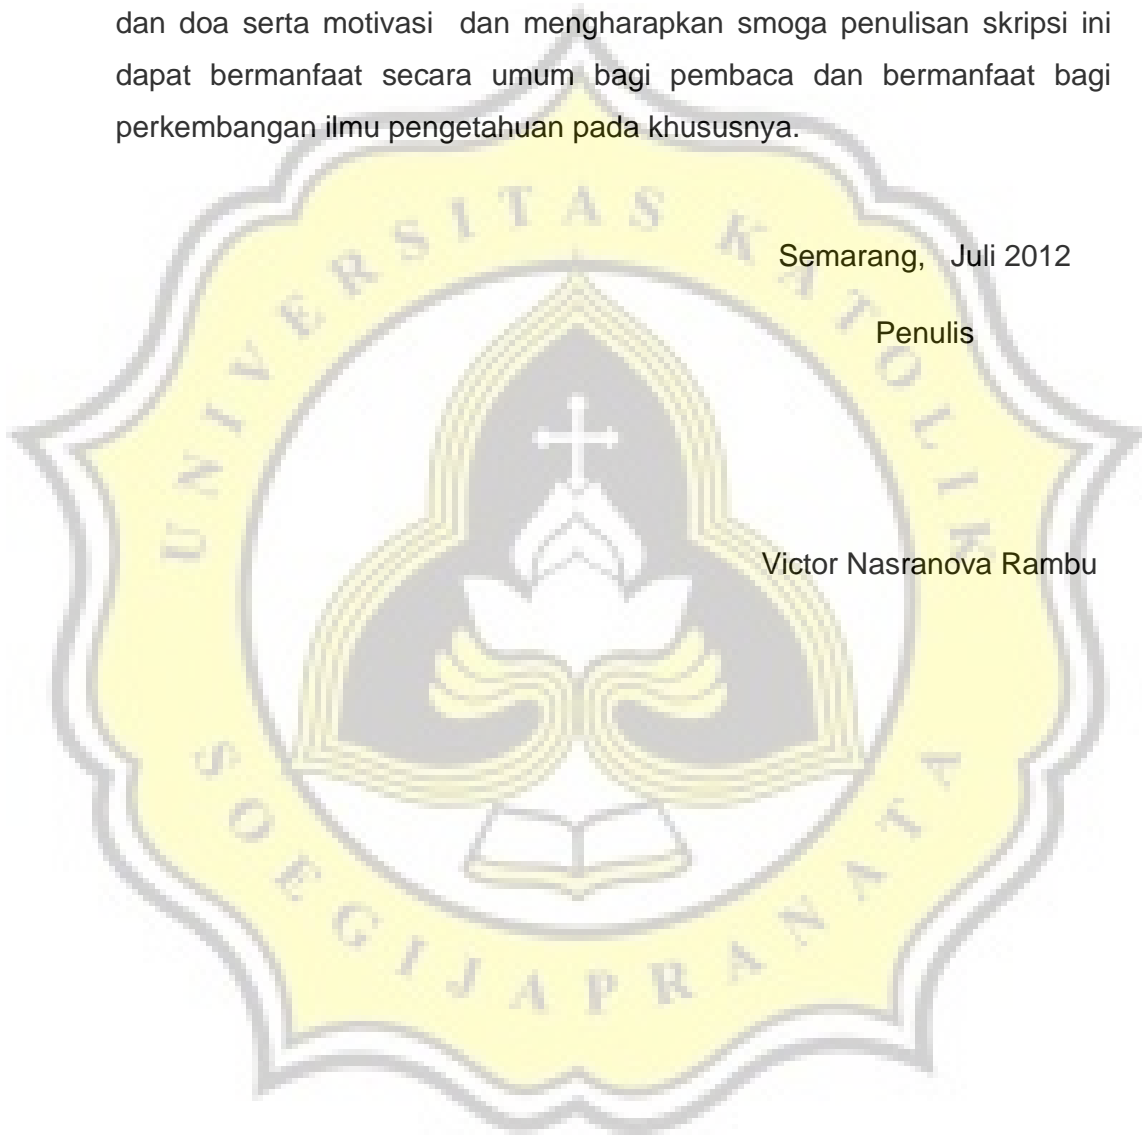 dan doa serta motivasi  dan mengharapkan smoga penulisan skripsi ini
dapat bermanfaat secara umum bagi pembaca dan bermanfaat bagi
perkembangan ilmu pengetahuan pada khususnya.
Semarang,   Juli 2012
Penulis
Victor Nasranova Rambu
UNIVERSITAS KATOLIK
SOEGIJAPRANATA